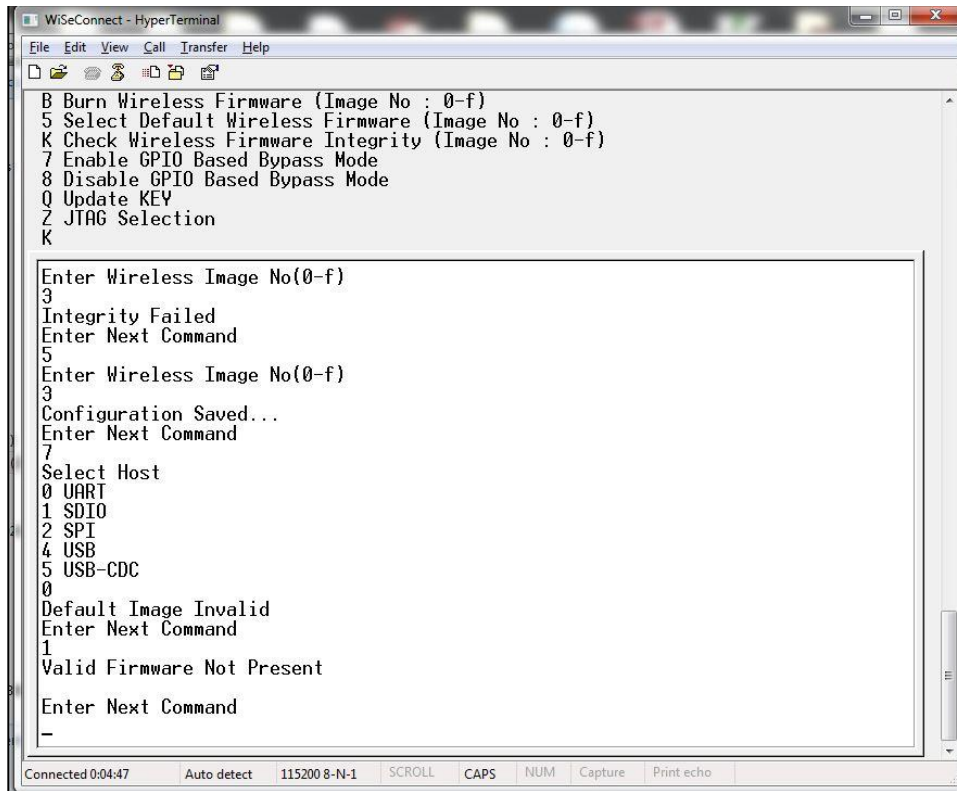 WiSeConnect - HyperTerminal
File Edit View Call Transfer Help
B Burn Wireless Firmware (Image No : 0-f)
5 Select Default Wireless Firmware (Image No : 0-f)
K Check Wireless Firmware Integrity (Image No : 0-f)
7 Enable GPIO Based Bypass Mode
8 Disable GPIO Based Bypass Mode
Q Update KEY
Z JTAG Selection
K
Enter Wireless Image No(0-f)
3
Integrity Failed
Enter Next Command
5
Enter Wireless Image No(0-f)
3
Configuration Saved...
Enter Next Command
7
Select Host
0 UART
1 SDIO
2 SPI
4 USB
5 USB-CDC
0
Default Image Invalid
Enter Next Command
1
Valid Firmware Not Present
Enter Next Command
_
Connected 0:04:47 Auto detect 115200 8-N-1 SCROLL CAPS NUM Capture Print echo